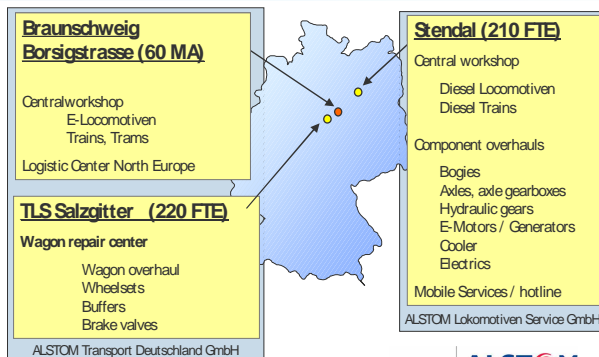 Braunschweig
Borsigstrasse (60 MA)
Centralworkshop
E-Locomotiven
Trains, Trams
Logistic Center North Europe
TLS Salzgitter (220 FTE)
Wagon repair center
Wagon overhaul
Wheelsets
Buffers
Brake valves
ALSTOM Transport Deutschland GmbH
Stendal (210 FTE)
Central workshop
Diesel Locomotives
Diesel Trains
Component overhauls
Bogies
Axles, axle gearboxes
Hydraulic gears
E-Motors / Generators
Cooler
Electrics
Mobile Services / hotline
ALSTOM Lokomotiven Service GmbH